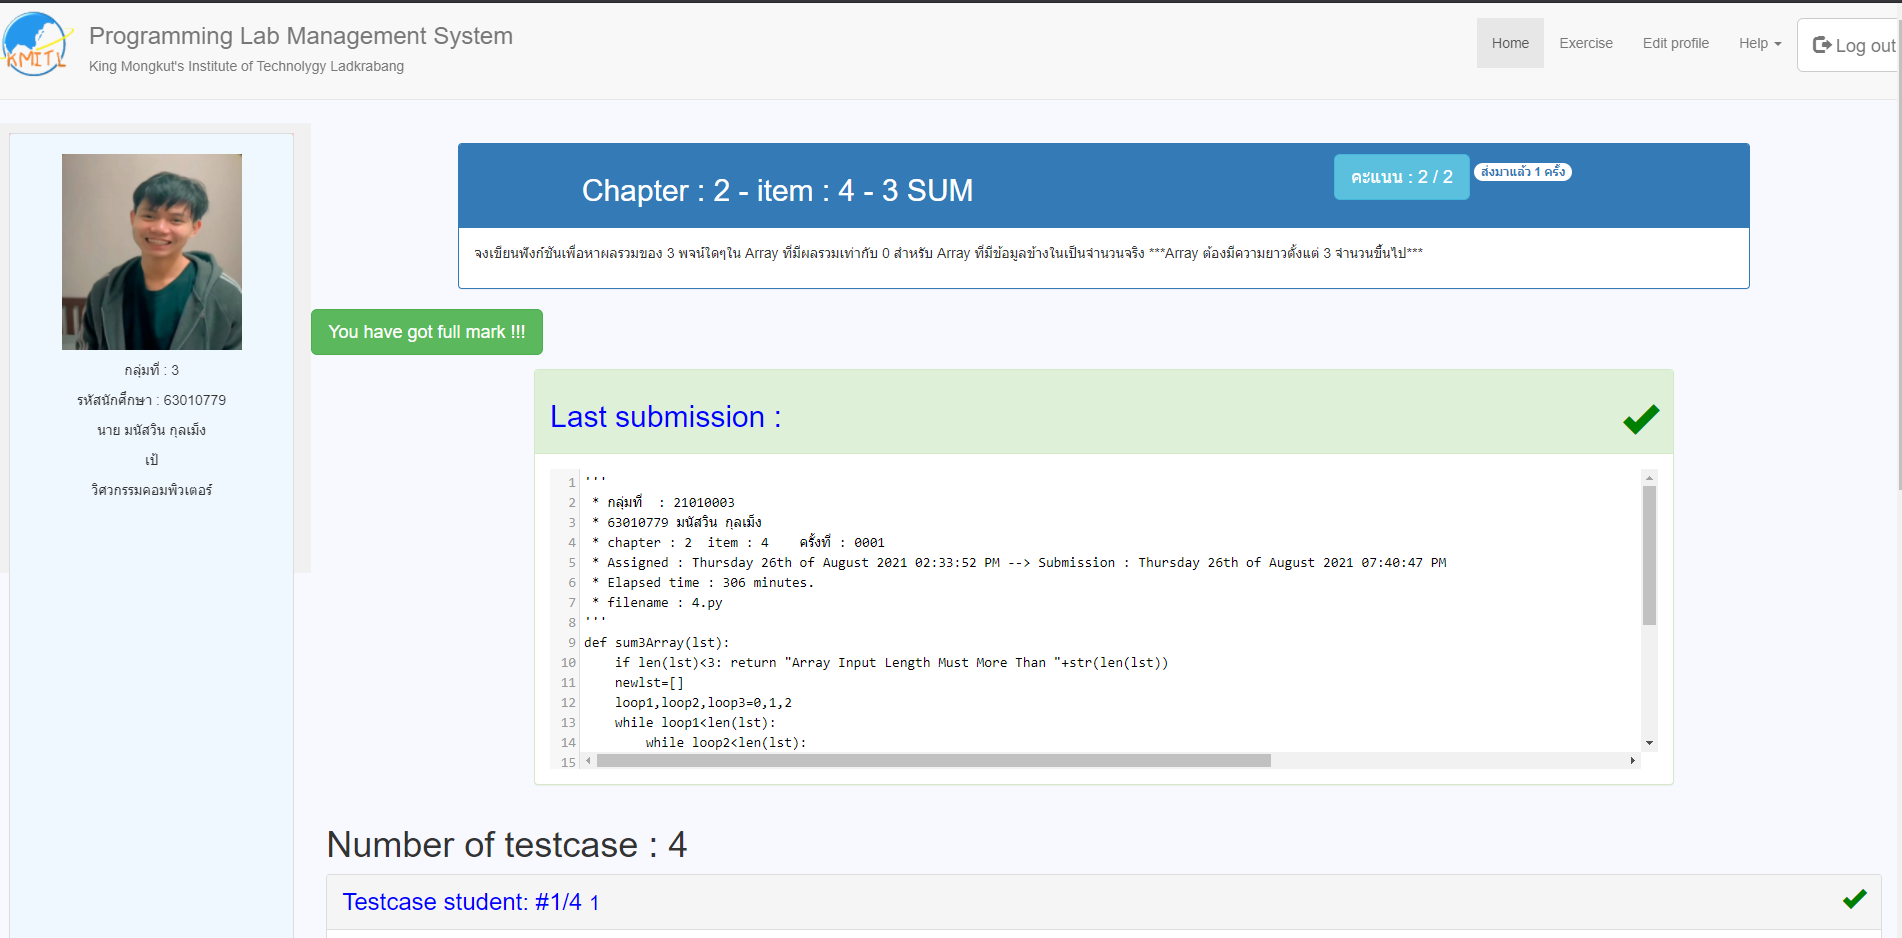 KMITL
Programming Lab Management System
King Mongkut's Institute of Technolygy Ladkrabang
Home
Exercise
Edit profile
Help
Log out
กลุ่มที่ : 3
รหัสนักศึกษา : 63010779
นาย มนัสวิน กุลเม็ง
เป้
วิศวกรรมคอมพิวเตอร์
Chapter : 2 - item : 4 - 3 SUM
คะแนน : 2 / 2
ส่งมาแล้ว 1 ครั้ง
จงเขียนฟังก์ชันเพื่อหาผลรวมของ 3 พจน์ใดๆใน Array ที่มีผลรวมเท่ากับ 0 สำหรับ Array ที่มีข้อมูลข้างในเป็นจำนวนจริง ***Array ต้องมีความยาวตั้งแต่ 3 จำนวนขึ้นไป***
You have got full mark !!!
Last submission :
1 '''
2 * กลุ่มที่ : 21010003
3 * 63010779 มนัสวิน กุลเม็ง
4 * chapter : 2 item : 4 ครั้งที่ : 0001
5 * Assigned : Thursday 26th of August 2021 02:33:52 PM --> Submission : Thursday 26th of August 2021 07:40:47 PM
6 * Elapsed time : 306 minutes.
7 * filename : 4.py
8 '''
9 def sum3Array(lst):
10 if len(lst)<3: return "Array Input Length Must More Than "+str(len(lst))
11 newlst=[]
12 loop1,loop2,loop3=0,1,2
13 while loop1<len(lst):
14 while loop2<len(lst):
15
Number of testcase : 4
Testcase student: #1/4 1